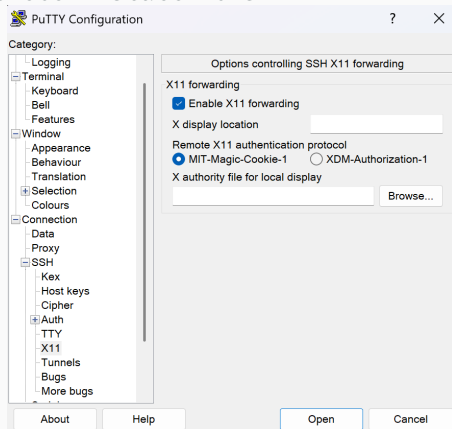 PuTTY Configuration
?
Category:
Logging
Terminal
Keyboard
Bell
Features
Window
Appearance
Behaviour
Translation
Selection
Colours
Connection
Data
Proxy
SSH
Kex
Host keys
Cipher
Auth
TTY
X11
Tunnels
Bugs
More bugs
Options controlling SSH X11 forwarding
X11 forwarding
Enable X11 forwarding
X display location
Remote X11 authentication protocol
MIT-Magic-Cookie-1 XDM-Authorization-1
X authority file for local display
Browse...
About Help Open Cancel